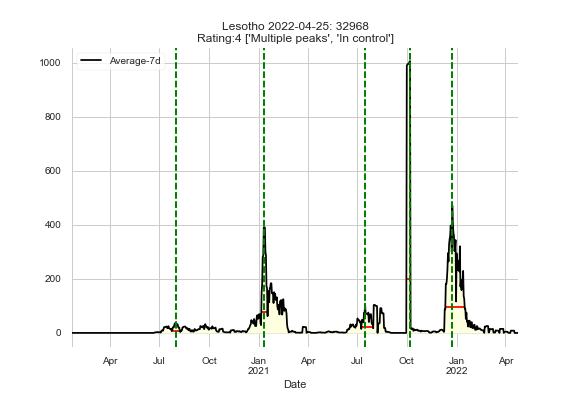 Lesotho 2022-04-25: 32968
Rating:4 ['Multiple peaks', 'In control']
Average-7d
1000
800
600
400
200
0
Apr Jul Oct Jan Apr Jul Oct Jan Apr
2021 2022
Date